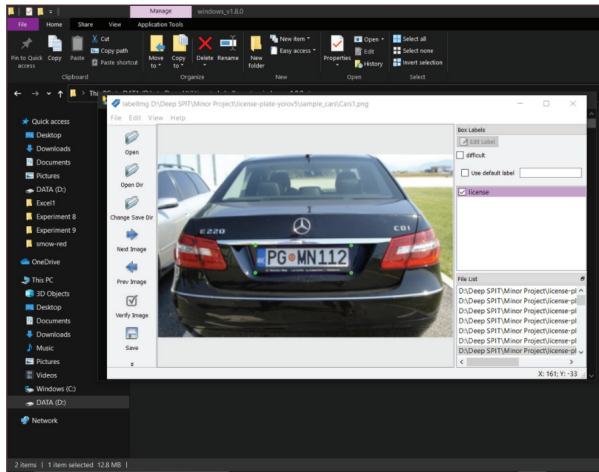 Manage
windows_v1.8.0
File
Home
Share
View
Application Tools
Pin to Quick access
Copy
Paste
Cut
Copy path
Paste shortcut
Clipboard
Move to
Copy to
Delete
Rename
Organize
New folder
New item
Easy access
New
Properties
Open
Edit
History
Open
Select all
Select none
Invert selection
Select
Quick access
Desktop
Downloads
Documents
Pictures
DATA (D:)
Excel1
Experiment 8
Experiment 9
smow-red
OneDrive
This PC
3D Objects
Desktop
Documents
Downloads
Music
Pictures
Videos
Windows (C:)
DATA (D:)
Network
2 items
1 item selected 12.8 MB
labelImg D:\Deep SPIT\Minor Project\license-plate-yolov5\sample_cars\Cars1.png
File Edit View Help
Open
Open Dir
Change Save Dir
Next Image
Prev Image
Verify Image
Save
E220
CDI
PG MN112
Box Labels
Edit Label
difficult
Use default label
license
File List
D:\Deep SPIT\Minor Project\license-pl
D:\Deep SPIT\Minor Project\license-pl
D:\Deep SPIT\Minor Project\license-pl
D:\Deep SPIT\Minor Project\license-pl
D:\Deep SPIT\Minor Project\license-pl
D:\Deep SPIT\Minor Project\license-pl
D:\Deep SPIT\Minor Project\license-pl
X: 161; Y: -33